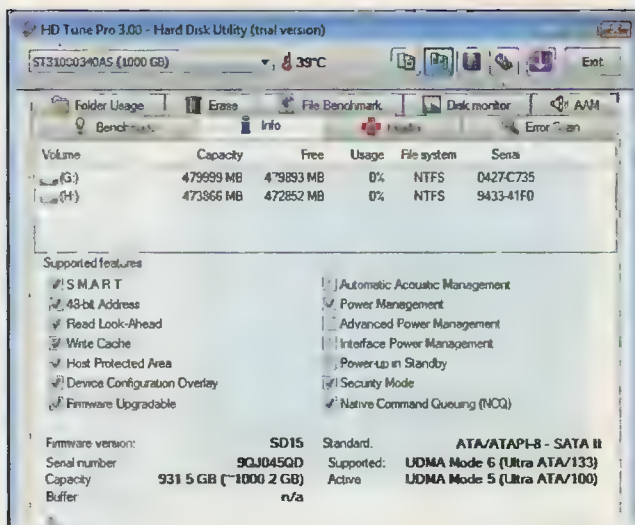 HD Tune Pro 3.00 - Hard Disk Utility (trial version)
ST31000340AS (1000 GB) 39°C Exit
Folder Usage Erase File Benchmark Disk monitor AAM
Info Error
Volume Capacity Free Usage File system Serial
(G:) 479999 MB 479893 MB 0% NTFS 0427-C735
(H:) 473866 MB 472852 MB 0% NTFS 9433-41F0
Supported features
S.M.A.R.T Automatic Acoustic Management
48-bit Address Power Management
Read Look-Ahead Advanced Power Management
Write Cache Interface Power Management
Host Protected Area Power-up in Standby
Device Configuration Overlay Security Mode
Firmware Upgradable Native Command Queuing (NCQ)
Firmware version: SD15 Standard: ATA/ATAPI-8 - SATA II
Serial number 9QJ045QD Supported: UDMA Mode 6 (Ultra ATA/133)
Capacity 931.5 GB (~1000.2 GB) Active UDMA Mode 5 (Ultra ATA/100)
Buffer n/a